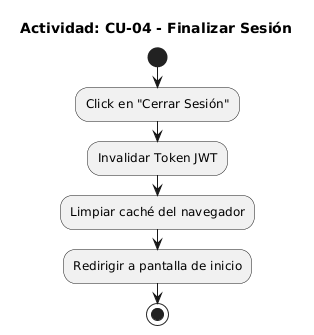 Actividad: CU-04 - Finalizar Sesión
Click en "Cerrar Sesión"
Invalidar Token JWT
Limpiar caché del navegador
Redirigir a pantalla de inicio